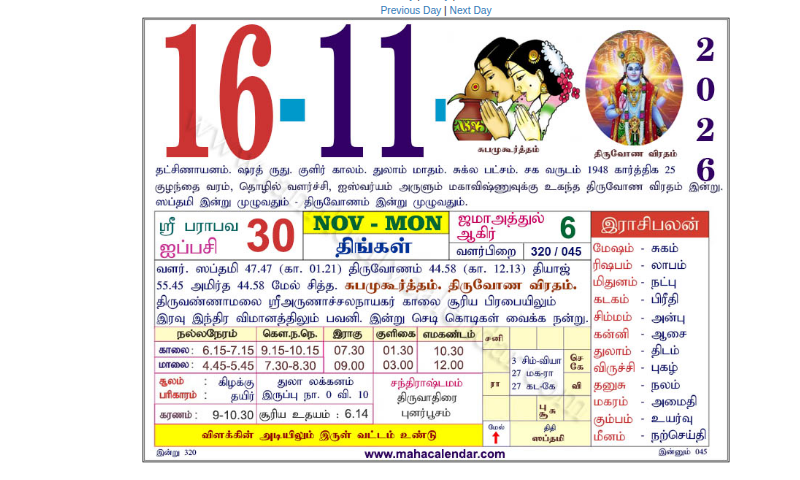 Previous Day | Next Day
16-11
2026
சுபமுகூர்த்தம்
திருவோண விரதம்
தட்சிணாயனம். ஷரத் ருது. குளிர் காலம். துலாம் மாதம். சுக்ல பட்சம். சக வருடம் 1948 கார்த்திக 25
குழந்தை வரம், தொழில் வளர்ச்சி, ஐஸ்வர்யம் அருளும் மகாவிஷ்ணுவுக்கு உகந்த திருவோண விரதம் இன்று.
ஸப்தமி இன்று முழுவதும் - திருவோணம் இன்று முழுவதும்.
ஸ்ரீ பராபவ
ஐப்பசி
30
NOV - MON
திங்கள்
ஜமாஅத்துல்
ஆகிர்
6
வளர்பிறை
320 / 045
வளர். ஸப்தமி 47.47 (கா. 01.21) திருவோணம் 44.58 (கா. 12.13) தியாஜ்
55.45 அமிர்த 44.58 மேல் சித்த. சுபமுகூர்த்தம். திருவோண விரதம்.
திருவண்ணாமலை ஸ்ரீஅருணாச்சலநாயகர் காலை சூரிய பிரபையிலும்
இரவு இந்திர விமானத்திலும் பவனி. இன்று செடி கொடிகள் வைக்க நன்று.
நல்லநேரம் கௌ.ந.நெ. இராகு குளிகை எமகண்டம்
காலை: 6.15-7.15 9.15-10.15 07.30 01.30 10.30
மாலை: 4.45-5.45 7.30-8.30 09.00 03.00 12.00
சூலம் : கிழக்கு
பரிகாரம் : தயிர்
துலா லக்கனம்
இருப்பு நா. 0 வி. 10
சந்திராஷ்டமம்
திருவாதிரை
புனர்பூசம்
கரணம் : 9-10.30 சூரிய உதயம் : 6.14
விளக்கின் அடியிலும் இருள் வட்டம் உண்டு
சனி
3 சிம்-வியா
27 மக-ரா
27 கட-கே
செ
கே
ரா
வி
பு
சூ சு
மேல்
திதி
ஸப்தமி
இராசிபலன்
மேஷம் - சுகம்
ரிஷபம் - லாபம்
மிதுனம் - நட்பு
கடகம் - பிரீதி
சிம்மம் - அன்பு
கன்னி - ஆசை
துலாம் - திடம்
விருச்சி - புகழ்
தனுசு - நலம்
மகரம் - அமைதி
கும்பம் - உயர்வு
மீனம் - நற்செய்தி
இன்று 320
www.mahacalendar.com
இன்னும் 045